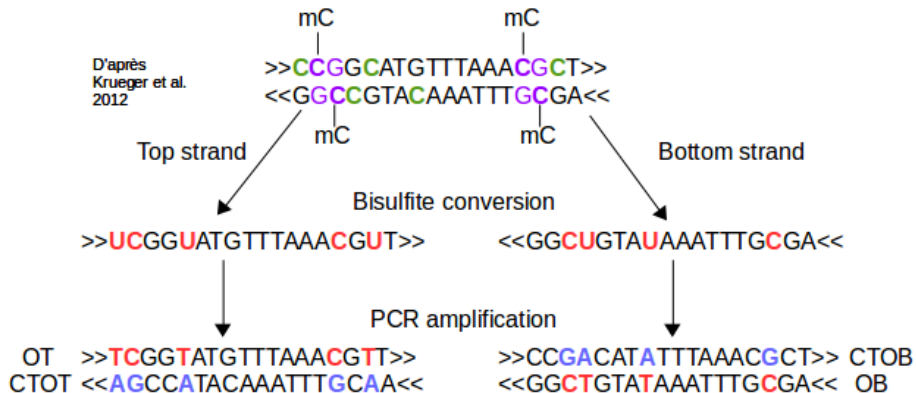 mC mC
D'après
Krueger et al.
2012
>>CCGGCATGTTTAAACGCT>>
<<GGCCGTACAAATTTGCGA<<
mC mC
Top strand Bottom strand
Bisulfite conversion
>>UCGGUATGTTTAAACGUT>> <<GGCUGTAUAAATTTGCGA<<
PCR amplification
OT >>TCGGTATGTTTAAACGTT>> >>CCGACATATTTAAACGCT>> CTOB
CTOT <<AGCCATACAAATTTGCAA<< <<GGCTGTATAAATTTGCGA<< OB